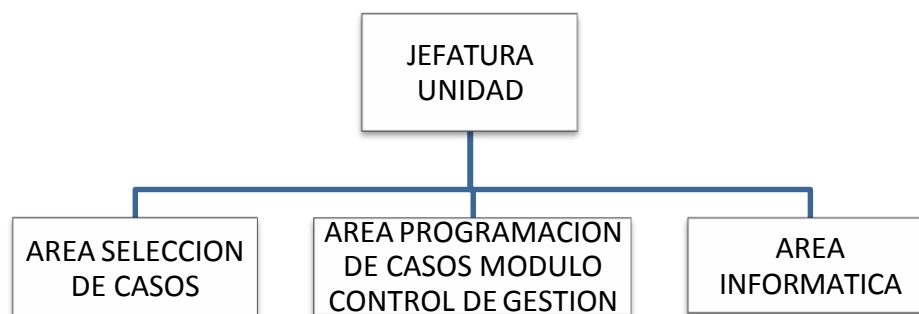 JEFATURA
UNIDAD
AREA SELECCION
DE CASOS
AREA PROGRAMACION
DE CASOS MODULO
CONTROL DE GESTION
AREA
INFORMATICA